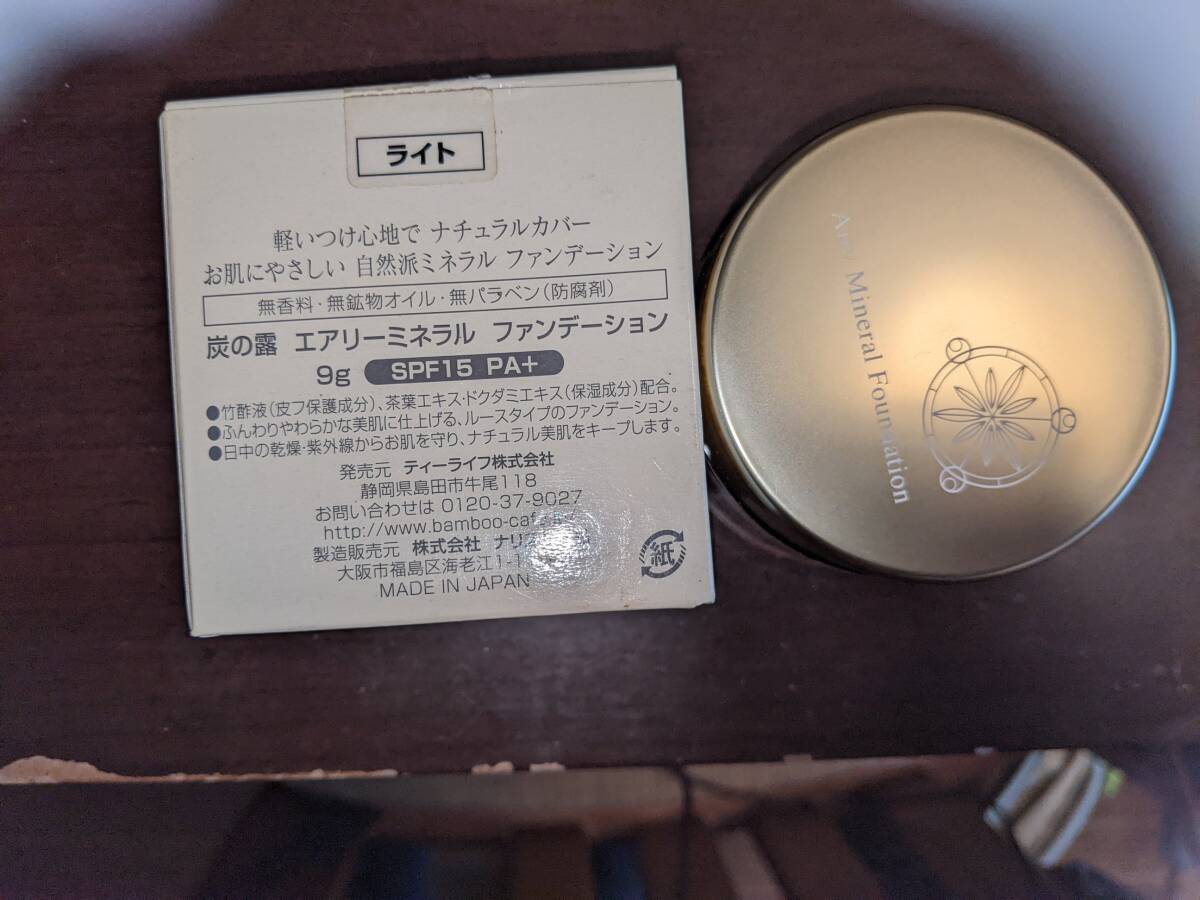 ライト
軽いつけ心地で ナチュラルカバー
お肌にやさしい 自然派ミネラル ファンデーション
無香料・無鉱物オイル・無パラベン(防腐剤)
炭の露 エアリーミネラル ファンデーション
9g SPF15 PA+
●竹酢液(皮フ保護成分)、茶葉エキス・ドクダミエキス(保湿成分)配合。
●ふんわりやわらかな美肌に仕上げる、ルースタイプのファンデーション。
●日中の乾燥・紫外線からお肌を守り、ナチュラル美肌をキープします。
発売元 ティーライフ株式会社
静岡県島田市牛尾118
お問い合わせは 0120-37-9027
http://www.bamboo-caf
製造販売元 株式会社 ナリ
大阪市福島区海老江1-1
MADE IN JAPAN
紙
Mineral Foundation